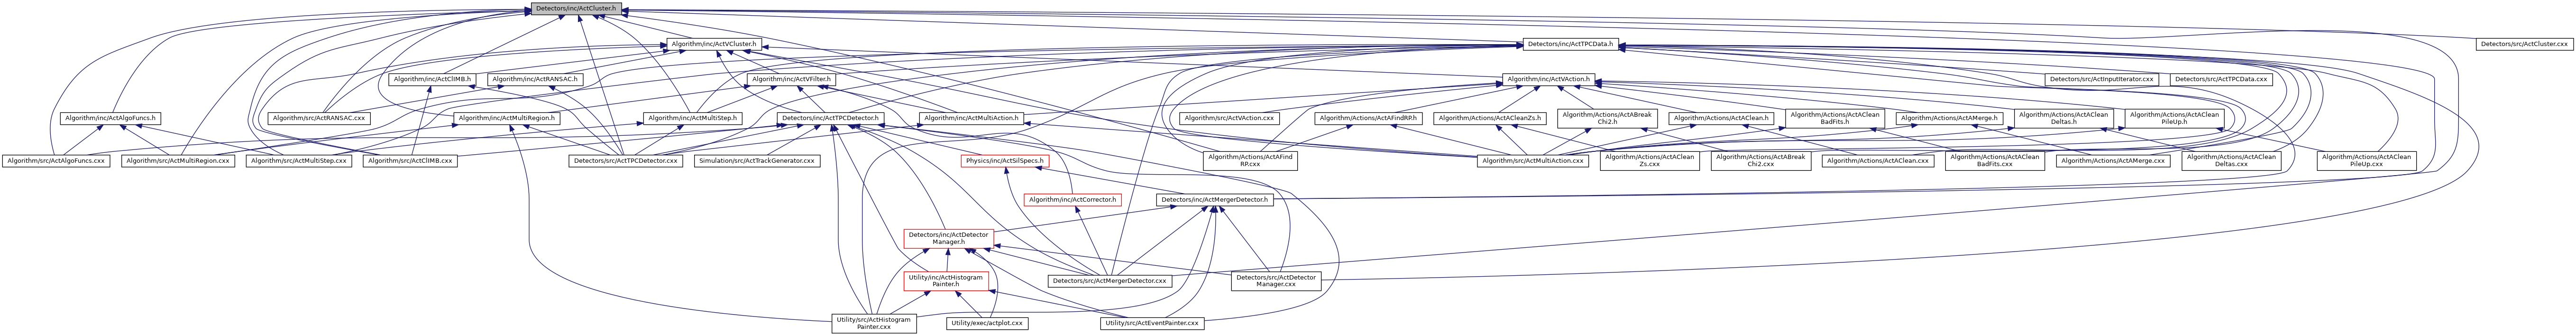 Detectors/inc/ActCluster.h
Algorithm/inc/ActVCluster.h
Detectors/inc/ActTPCData.h
Detectors/src/ActCluster.cxx
Algorithm/inc/ActCIIMB.h
Algorithm/inc/ActRANSAC.h
Algorithm/inc/ActVFilter.h
Algorithm/inc/ActVAction.h
Detectors/src/ActInputIterator.cxx
Detectors/src/ActTPCData.cxx
Algorithm/inc/ActAlgoFuncs.h
Algorithm/src/ActRANSAC.cxx
Algorithm/inc/ActMultiRegion.h
Algorithm/inc/ActMultiStep.h
Detectors/inc/ActTPCDetector.h
Algorithm/inc/ActMultiAction.h
Algorithm/src/ActVAction.cxx
Algorithm/Actions/ActAFindRP.h
Algorithm/Actions/ActACleanZs.h
Algorithm/Actions/ActABreak
Chi2.h
Algorithm/Actions/ActAClean.h
Algorithm/Actions/ActAClean
BadFits.h
Algorithm/Actions/ActAMerge.h
Algorithm/Actions/ActAClean
Deltas.h
Algorithm/Actions/ActAClean
PileUp.h
Algorithm/src/ActAlgoFuncs.cxx
Algorithm/src/ActMultiRegion.cxx
Algorithm/src/ActMultiStep.cxx
Algorithm/src/ActCIIMB.cxx
Detectors/src/ActTPCDetector.cxx
Simulation/src/ActTrackGenerator.cxx
Physics/inc/ActSilSpecs.h
Algorithm/Actions/ActAFind
RP.cxx
Algorithm/src/ActMultiAction.cxx
Algorithm/Actions/ActAClean
Zs.cxx
Algorithm/Actions/ActABreak
Chi2.cxx
Algorithm/Actions/ActAClean.cxx
Algorithm/Actions/ActAClean
BadFits.cxx
Algorithm/Actions/ActAMerge.cxx
Algorithm/Actions/ActAClean
Deltas.cxx
Algorithm/Actions/ActAClean
PileUp.cxx
Algorithm/inc/ActCorrector.h
Detectors/inc/ActMergerDetector.h
Detectors/inc/ActDetector
Manager.h
Utility/inc/ActHistogram
Painter.h
Detectors/src/ActMergerDetector.cxx
Detectors/src/ActDetector
Manager.cxx
Utility/src/ActHistogram
Painter.cxx
Utility/exec/actplot.cxx
Utility/src/ActEventPainter.cxx